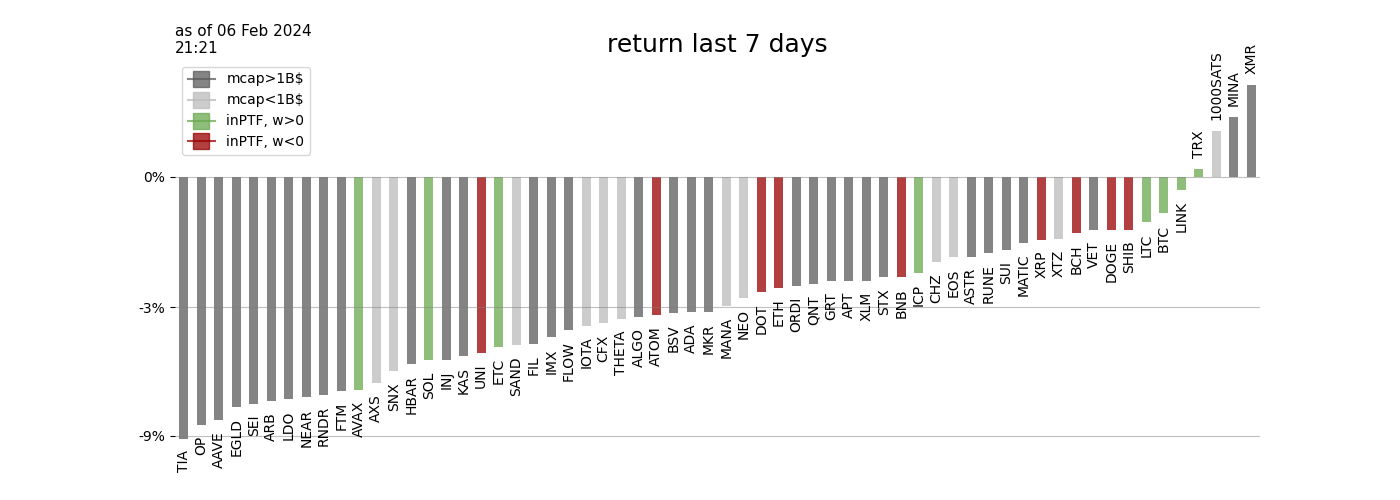 as of 06 Feb 2024
21:21
return last 7 days
mcap>1B$
mcap<1B$
inPTF, w>0
inPTF, w<0
0%
-3%
-9%
TIA
OP
AAVE
EGLD
SEI
ARB
LDO
NEAR
RNDR
FTM
AVAX
AXS
SNX
HBAR
SOL
INJ
KAS
UNI
ETC
SAND
FIL
IMX
FLOW
IOTA
CFX
THETA
ALGO
ATOM
BSV
ADA
MKR
MANA
NEO
DOT
ETH
ORDI
QNT
GRT
APT
XLM
STX
BNB
ICP
CHZ
EOS
ASTR
RUNE
SUI
MATIC
XRP
XTZ
BCH
VET
DOGE
SHIB
LTC
BTC
LINK
TRX
1000SATS
MINA
XMR